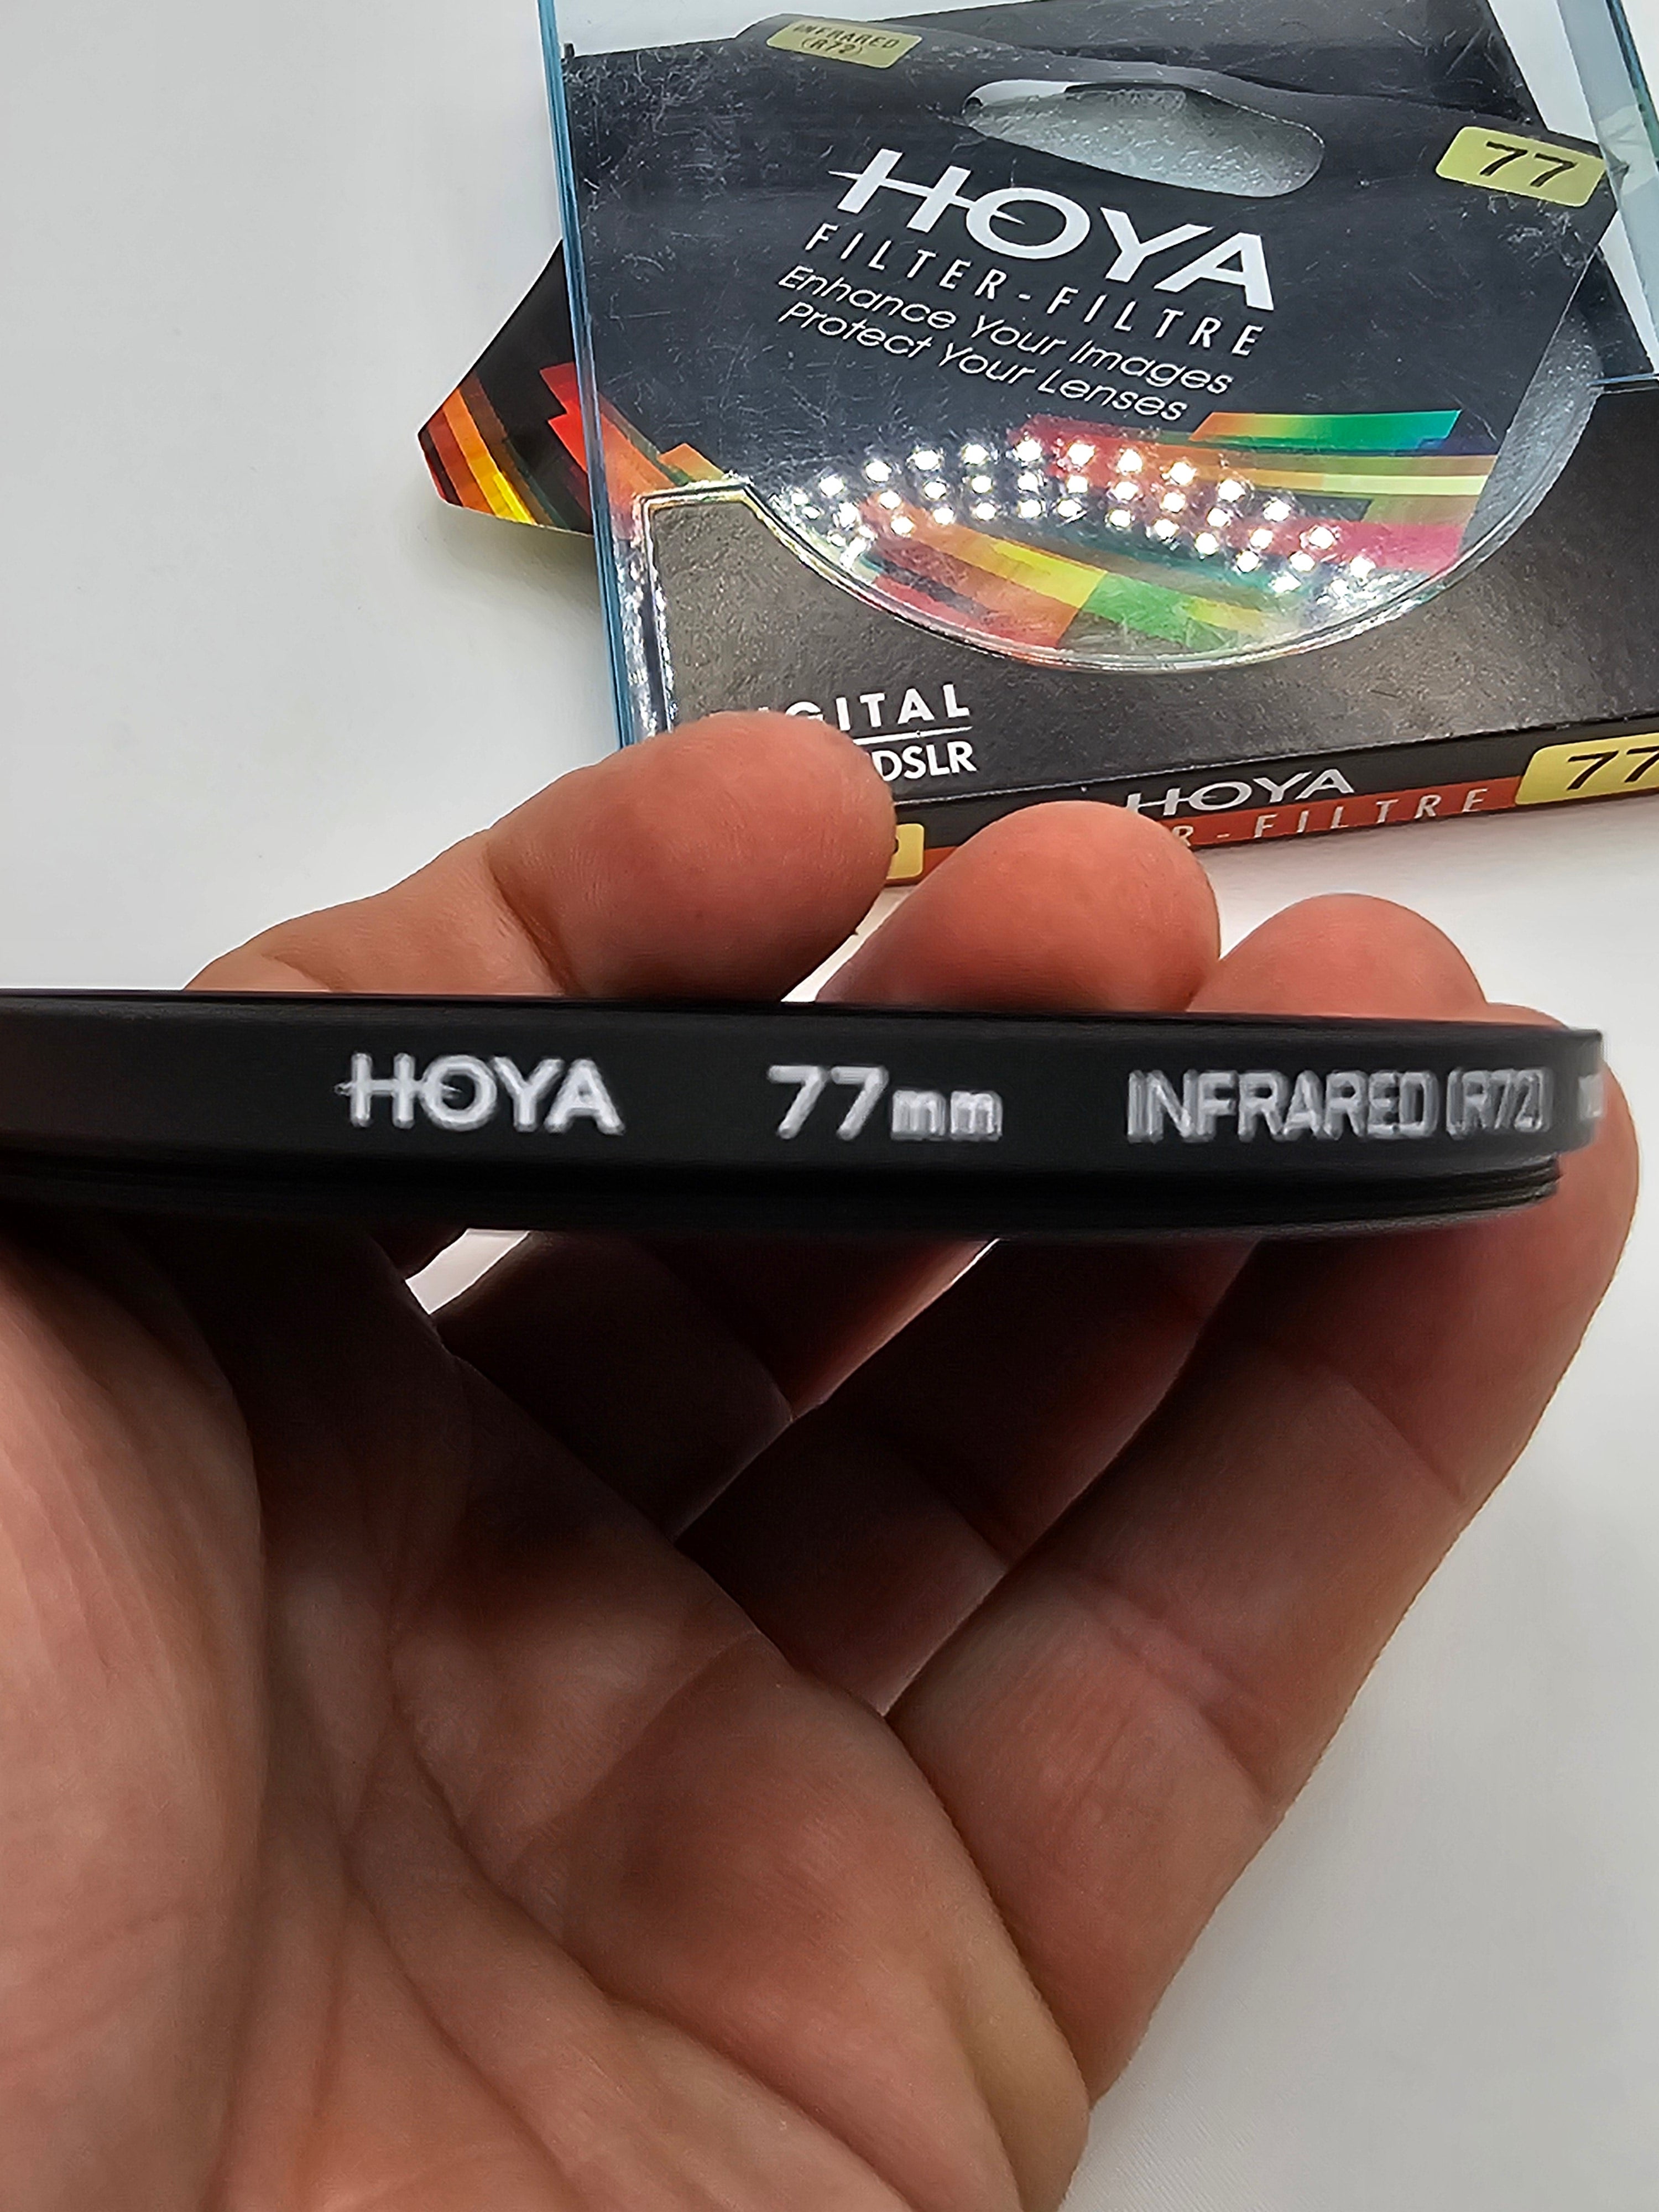 INFRARED
(R72)
77
HOYA
FILTER-FILTRE
Enhance Your Images
Protect Your Lenses
GITAL
DSLR
HOYA
R-FILTRE
77
HOYA 77mm INFRARED (R72)